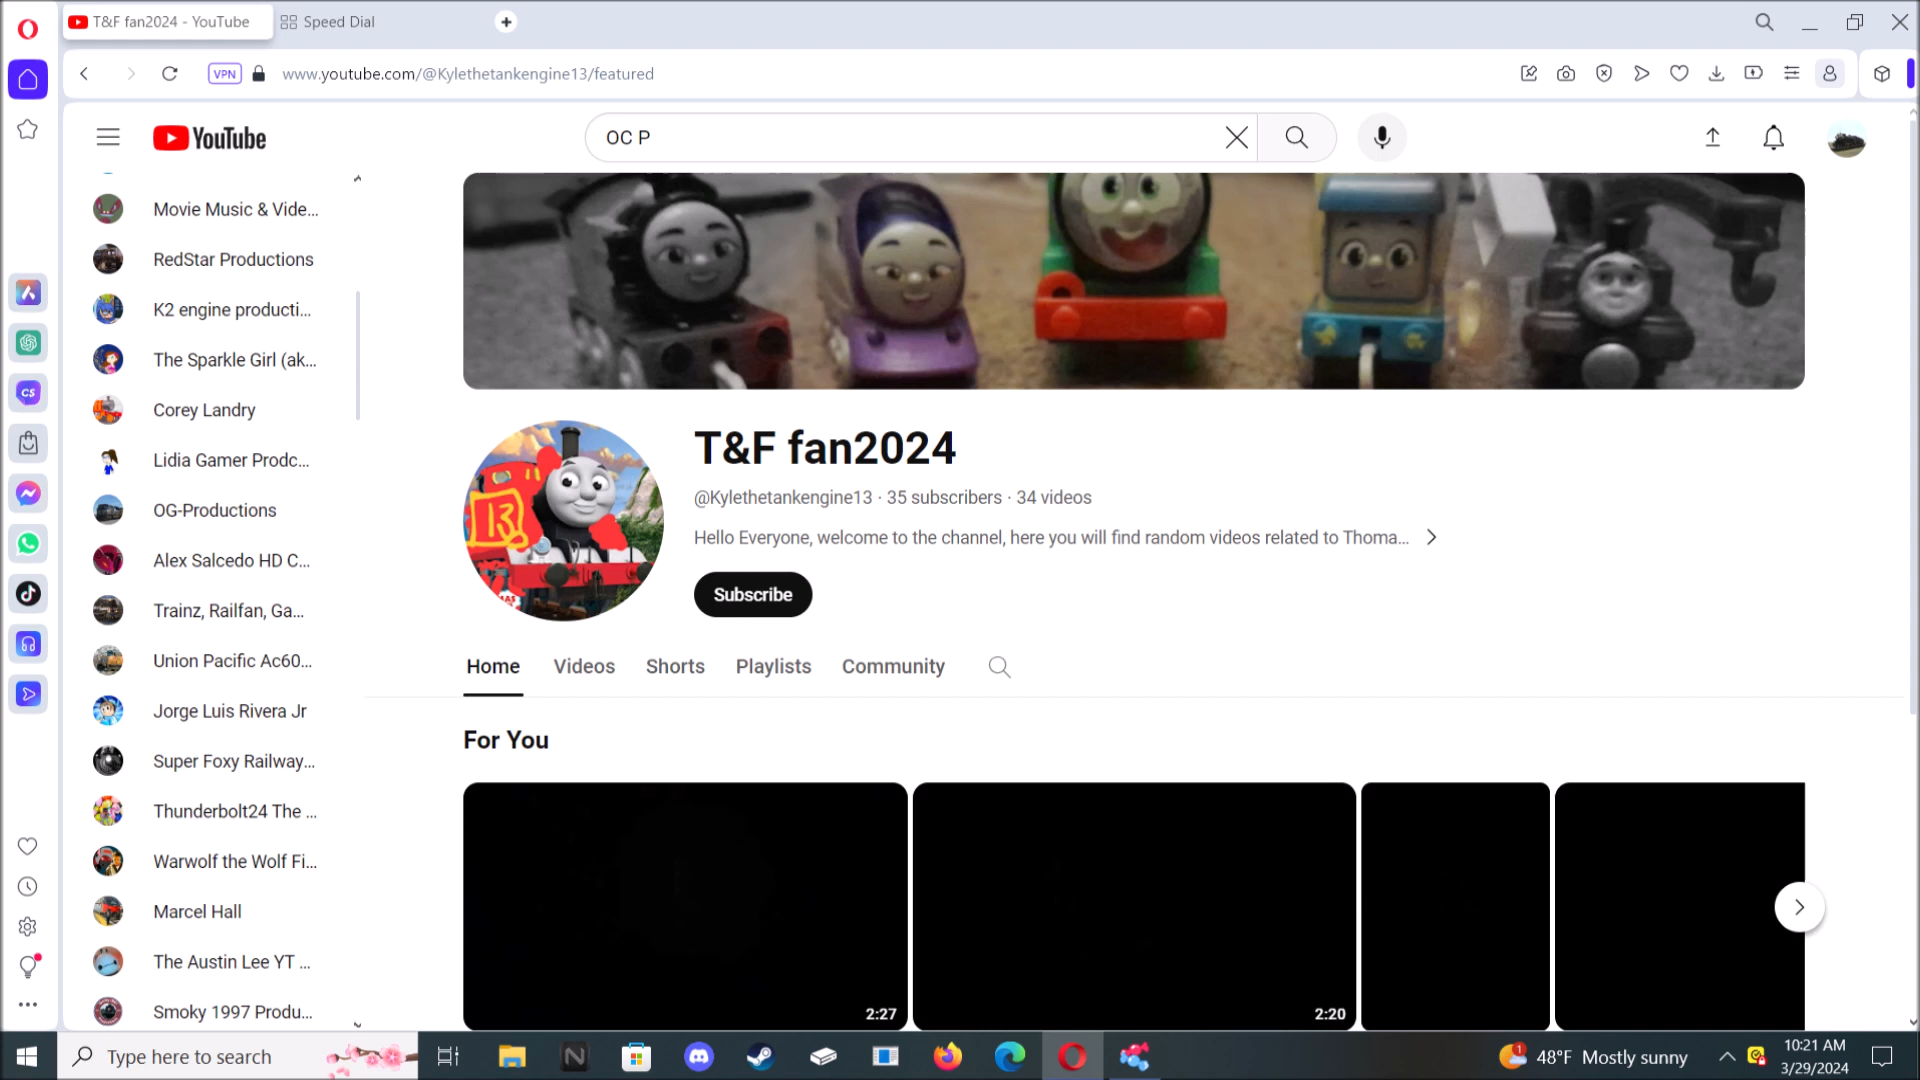 T&F fan2024 - YouTube
Speed Dial
VPN
www.youtube.com/@Kylethetankengine13/featured
YouTube
OC P
Movie Music & Vide...
RedStar Productions
K2 engine producti...
The Sparkle Girl (ak...
Corey Landry
Lidia Gamer Prodc...
OG-Productions
Alex Salcedo HD C...
Trainz, Railfan, Ga...
Union Pacific Ac60...
Jorge Luis Rivera Jr
Super Foxy Railway...
Thunderbolt24 The ...
Warwolf the Wolf Fi...
Marcel Hall
The Austin Lee YT ...
Smoky 1997 Produ...
CS
13
T&F fan2024
@Kylethetankengine13 · 35 subscribers · 34 videos
Hello Everyone, welcome to the channel, here you will find random videos related to Thoma...
Subscribe
Home
Videos
Shorts
Playlists
Community
For You
2:27
2:20
Type here to search
N
1
48°F Mostly sunny
10:21 AM
3/29/2024